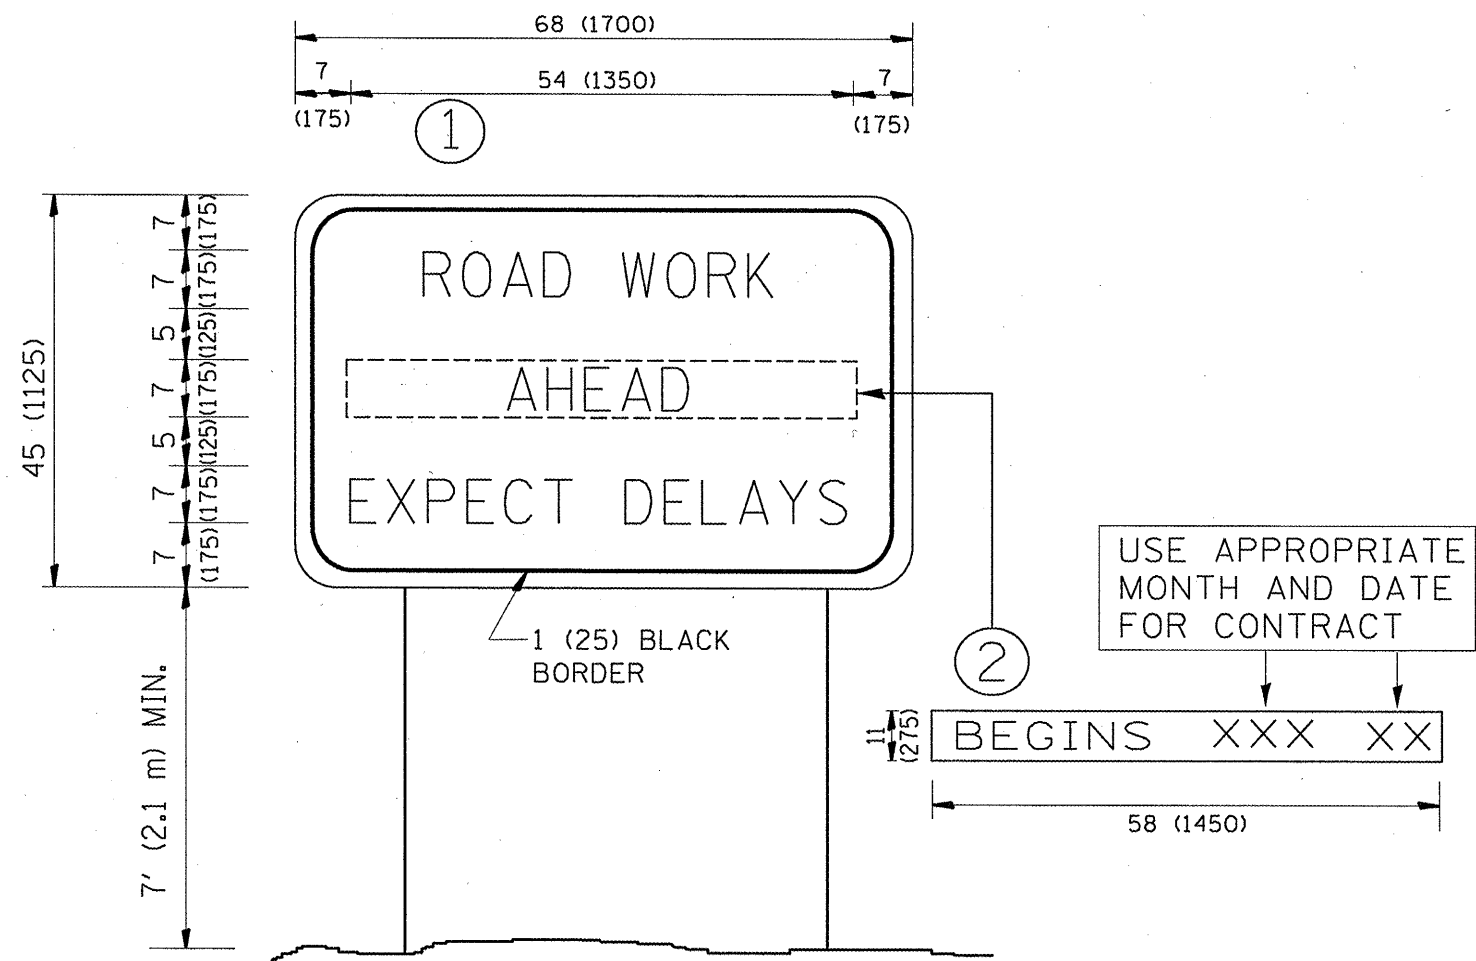 68 (1700)
7
54 (1350)
7
(175)
(175)
1
45 (1125)
7
(175)
7
(175)
5
(125)
7
(175)
5
(125)
7
(175)
7
(175)
ROAD WORK
AHEAD
EXPECT DELAYS
1 (25) BLACK
BORDER
7' (2.1 m) MIN.
2
USE APPROPRIATE
MONTH AND DATE
FOR CONTRACT
11
(275)
BEGINS XXX XX
58 (1450)